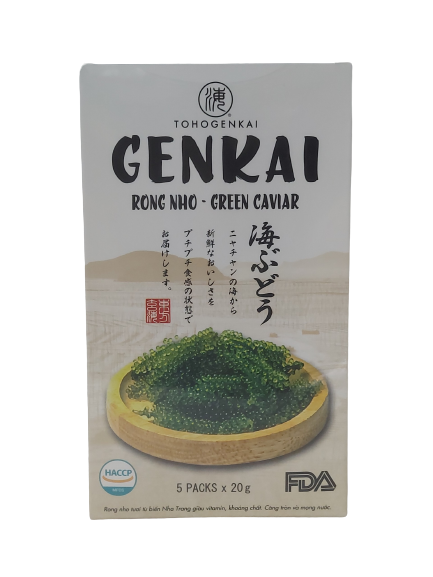 海
TOHOGENKAI
GENKAI
RONG NHO - GREEN CAVIAR
海ぶどう
ニャチャンの海から
新鮮なおいしさを
プチプチ食感の状態で
お届けします。
HACCP
5 PACKS x 20g
FDA
Rong nho tươi từ biển Nha Trang giàu vitamin, khoáng chất. Căng tròn và mọng nước.